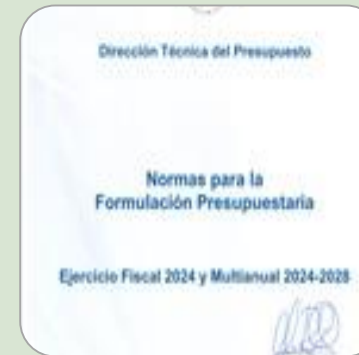 Dirección Técnica del Presupuesto
Normas para la
Formulación Presupuestaria
Ejercicio Fiscal 2024 y Multianual 2024-2028